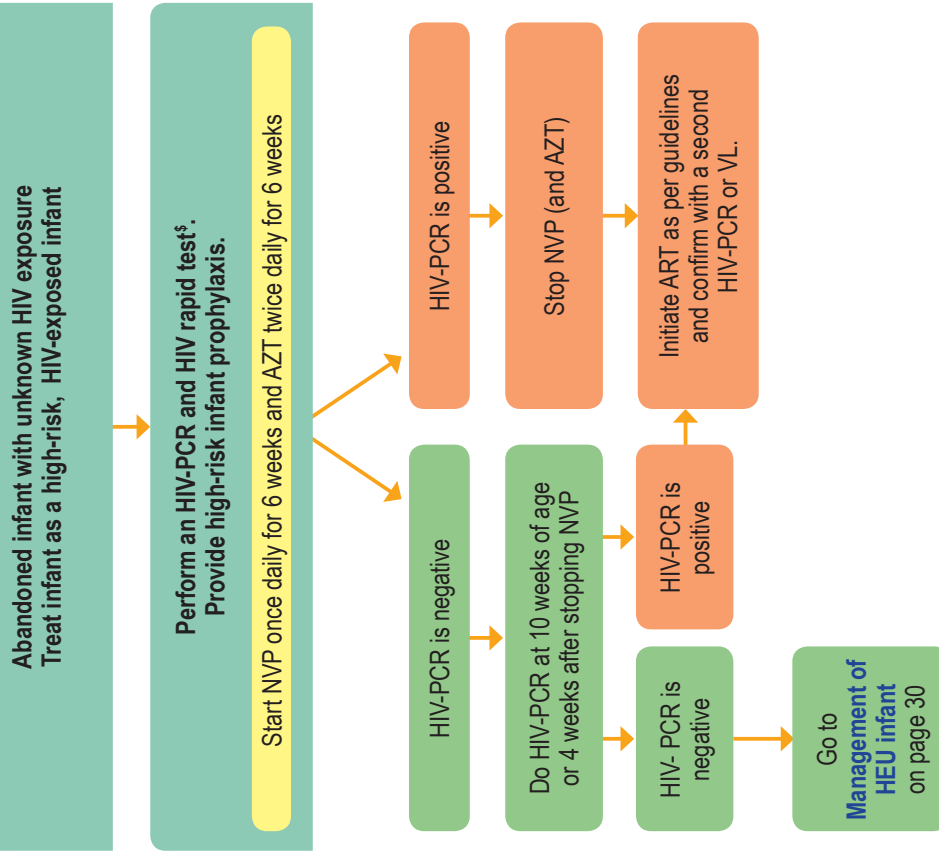 Abandoned infant with unknown HIV exposure
Treat infant as a high-risk, HIV-exposed infant
Perform an HIV-PCR and HIV rapid test$.
Provide high-risk infant prophylaxis.
Start NVP once daily for 6 weeks and AZT twice daily for 6 weeks
HIV-PCR is negative
Do HIV-PCR at 10 weeks of age
or 4 weeks after stopping NVP
HIV- PCR is
negative
Go to
Management of
HEU infant
on page 30
HIV-PCR is
positive
HIV-PCR is positive
Stop NVP (and AZT)
Initiate ART as per guidelines
and confirm with a second
HIV-PCR or VL.